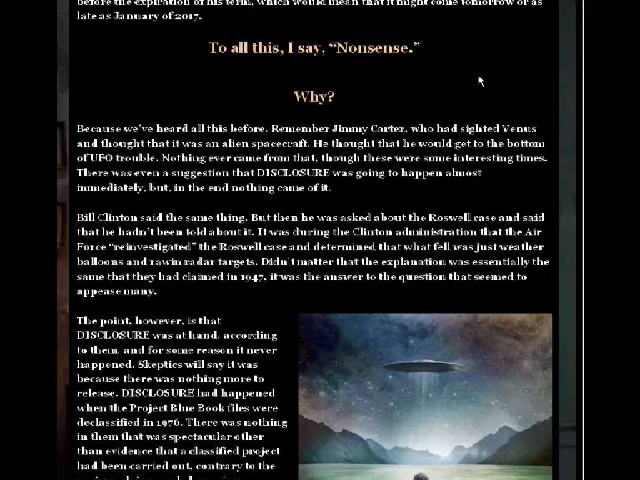 before the expiration of his term, which would mean that it might come tomorrow or as
late as January of 2017.
To all this, I say, “Nonsense.”
Why?
Because we’ve heard all this before. Remember Jimmy Carter, who had sighted Venus
and thought that it was an alien spacecraft. He thought that he would get to the bottom
of UFO trouble. Nothing ever came from that, though these were some interesting times.
There was even a suggestion that DISCLOSURE was going to happen almost
immediately, but, in the end nothing came of it.
Bill Clinton said the same thing. But then he was asked about the Roswell case and said
that he hadn’t been told about it. It was during the Clinton administration that the Air
Force “reinvestigated” the Roswell case and determined that what fell was just weather
balloons and rawin radar targets. Didn’t matter that the explanation was essentially the
same that they had claimed in 1947, it was the answer to the question that seemed to
appease many.
The point, however, is that
DISCLOSURE was at hand, according
to them, and for some reason it never
happened. Skeptics will say it was
because there was nothing more to
release. DISCLOSURE had happened
when the Project Blue Book files were
declassified in 1976. There was nothing
in them that was spectacular other
than evidence that a classified project
had been carried out, contrary to the